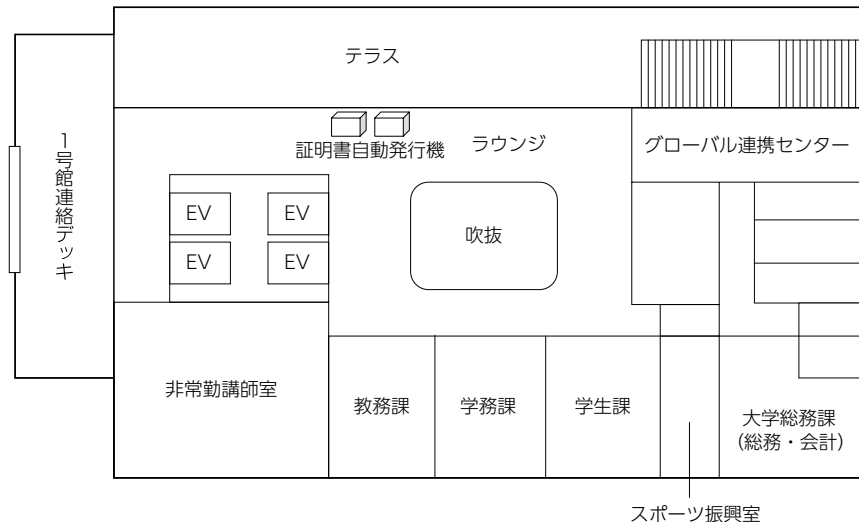 テラス
1号館連絡デッキ
証明書自動発行機
ラウンジ
グローバル連携センター
EV
EV
吹抜
EV
EV
非常勤講師室
教務課
学務課
学生課
大学総務課
(総務・会計)
スポーツ振興室